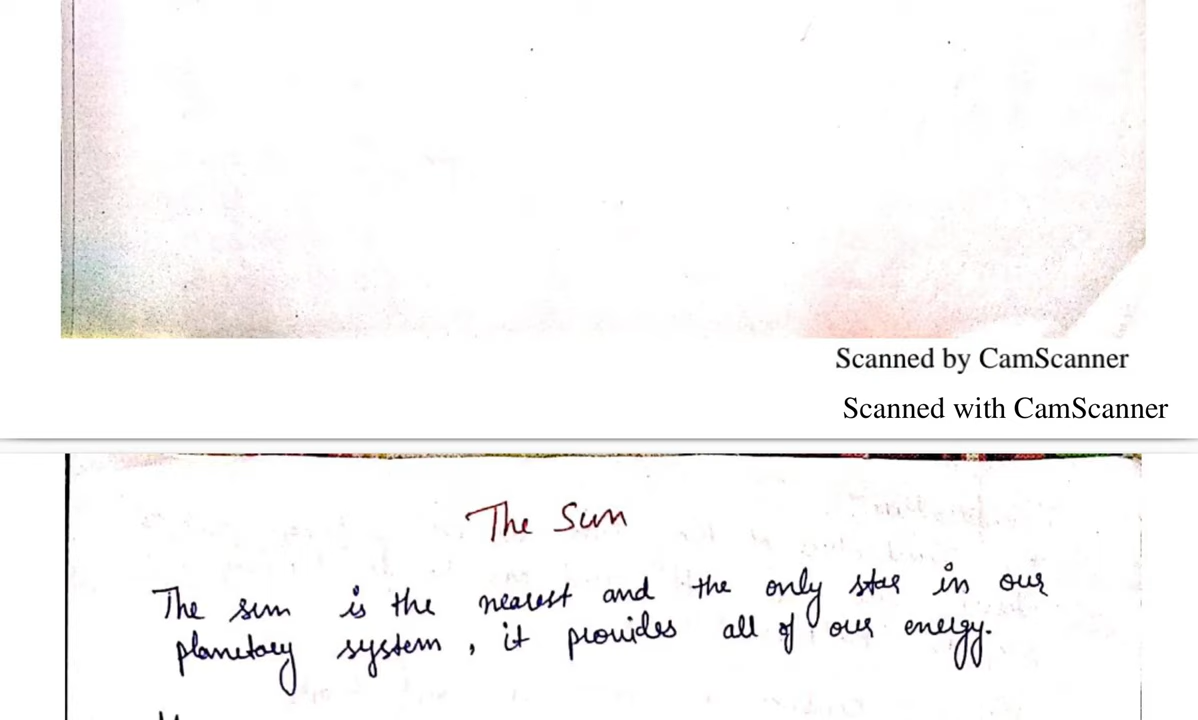 Scanned by CamScanner
Scanned with CamScanner
The Sun
The sun is the nearest and the only star in our
planetary system, it provides all of our energy.